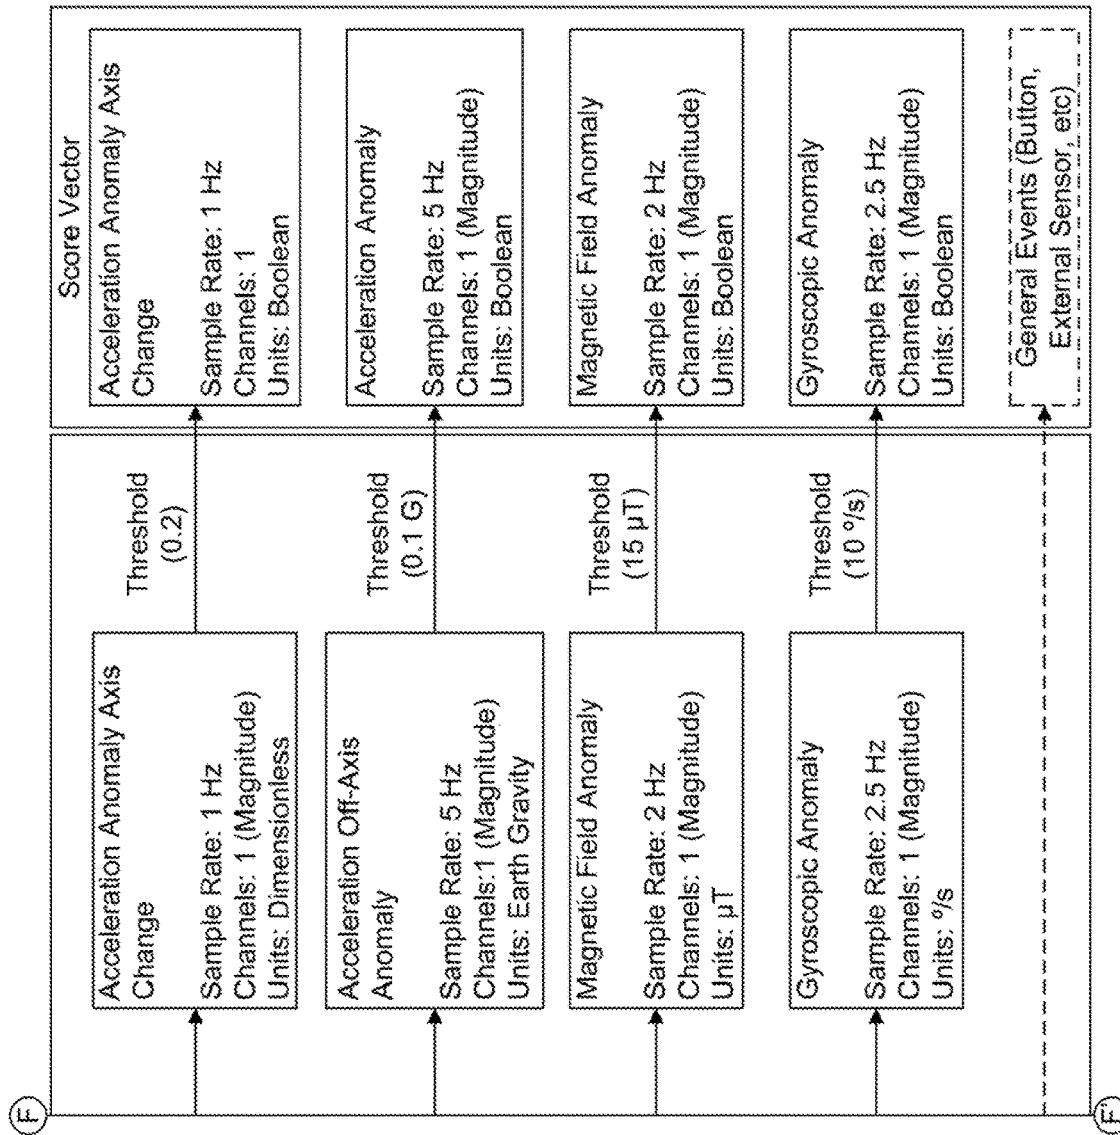 F
Acceleration Anomaly Axis
Change
Sample Rate: 1 Hz
Channels: 1 (Magnitude)
Units: Dimensionless
Threshold
(0.2)
Score Vector
Acceleration Anomaly Axis
Change
Sample Rate: 1 Hz
Channels: 1
Units: Boolean
Acceleration Off-Axis
Anomaly
Sample Rate: 5 Hz
Channels:1 (Magnitude)
Units: Earth Gravity
Threshold
(0.1 G)
Acceleration Anomaly
Sample Rate: 5 Hz
Channels: 1 (Magnitude)
Units: Boolean
Magnetic Field Anomaly
Sample Rate: 2 Hz
Channels: 1 (Magnitude)
Units: µT
Threshold
(15 µT)
Magnetic Field Anomaly
Sample Rate: 2 Hz
Channels: 1 (Magnitude)
Units: Boolean
Gyroscopic Anomaly
Sample Rate: 2.5 Hz
Channels: 1 (Magnitude)
Units: º/s
Threshold
(10 º/s)
Gyroscopic Anomaly
Sample Rate: 2.5 Hz
Channels: 1 (Magnitude)
Units: Boolean
General Events (Button,
External Sensor, etc)
F'